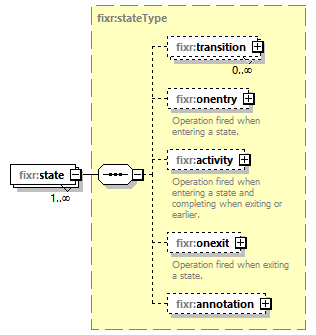 fixr:stateType
fixr:transition
0..∞
fixr:onentry
Operation fired when
entering a state.
fixr:activity
Operation fired when
entering a state and
completing when exiting or
earlier.
fixr:state
1..∞
fixr:onexit
Operation fired when exiting
a state.
fixr:annotation